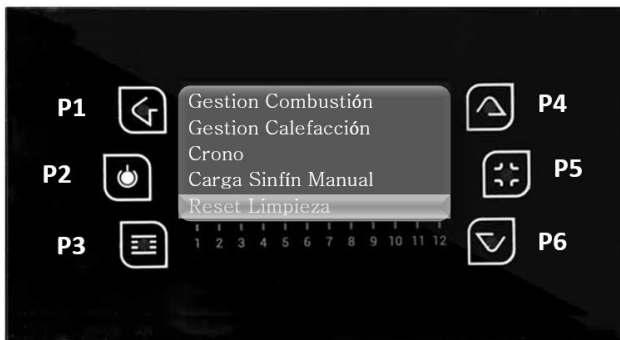 P1
P2
P3
Gestion Combustión
Gestion Calefacción
Crono
Carga Sinfín Manual
Reset Limpieza
1 2 3 4 5 6 7 8 9 10 11 12
P4
P5
P6